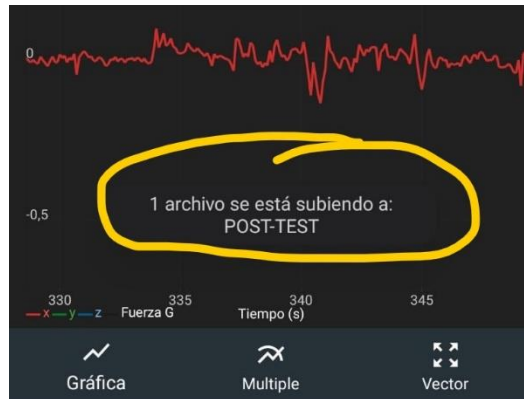 0
1 archivo se está subiendo a:
POST-TEST
-0,5
330 335 340 345
x y z Fuerza G Tiempo (s)
Gráfica Multiple Vector